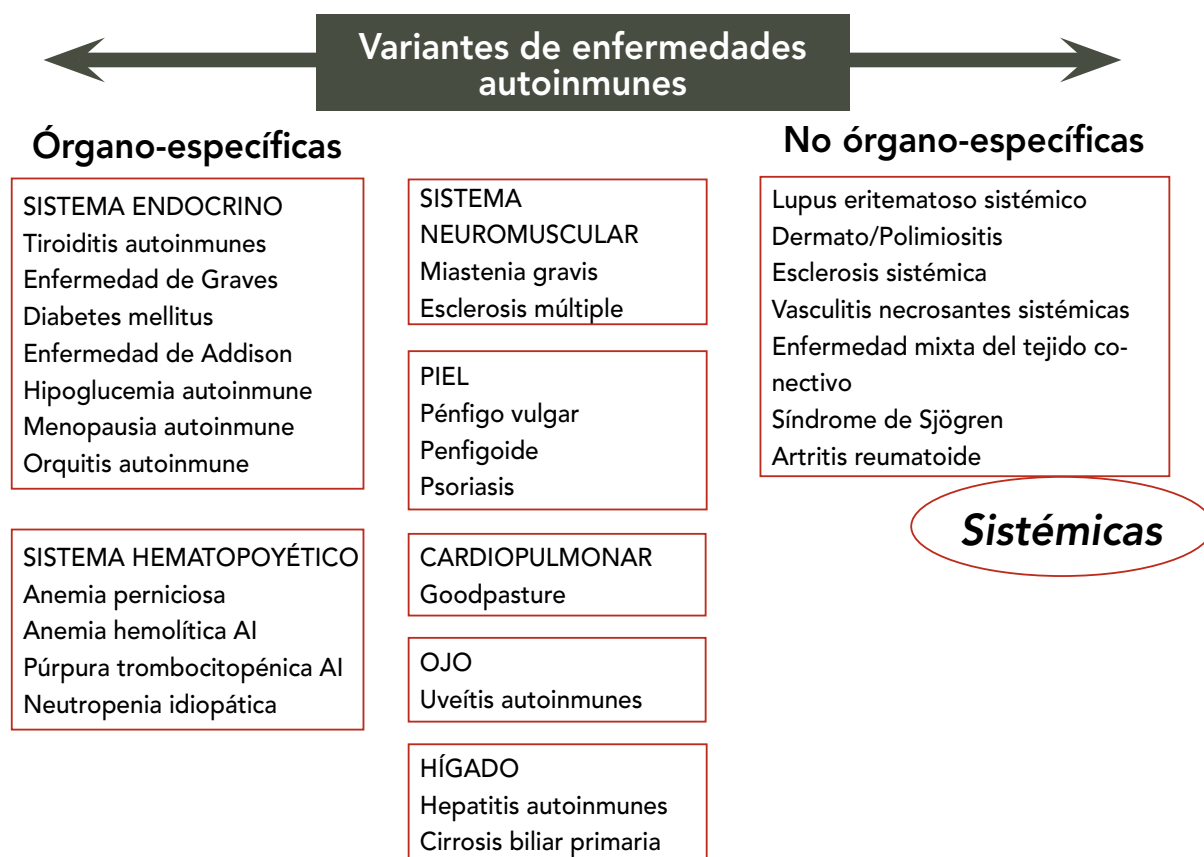 Variantes de enfermedades
autoinmunes
Órgano-específicas
SISTEMA ENDOCRINO
Tiroiditis autoinmunes
Enfermedad de Graves
Diabetes mellitus
Enfermedad de Addison
Hipoglucemia autoinmune
Menopausia autoinmune
Orquitis autoinmune
SISTEMA HEMATOPOYÉTICO
Anemia perniciosa
Anemia hemolítica AI
Púrpura trombocitopénica AI
Neutropenia idiopática
SISTEMA
NEUROMUSCULAR
Miastenia gravis
Esclerosis múltiple
PIEL
Pénfigo vulgar
Penfigoide
Psoriasis
CARDIOPULMONAR
Goodpasture
OJO
Uveítis autoinmunes
HÍGADO
Hepatitis autoinmunes
Cirrosis biliar primaria
No órgano-específicas
Lupus eritematoso sistémico
Dermato/Polimiositis
Esclerosis sistémica
Vasculitis necrosantes sistémicas
Enfermedad mixta del tejido co-
nectivo
Síndrome de Sjögren
Artritis reumatoide
Sistémicas